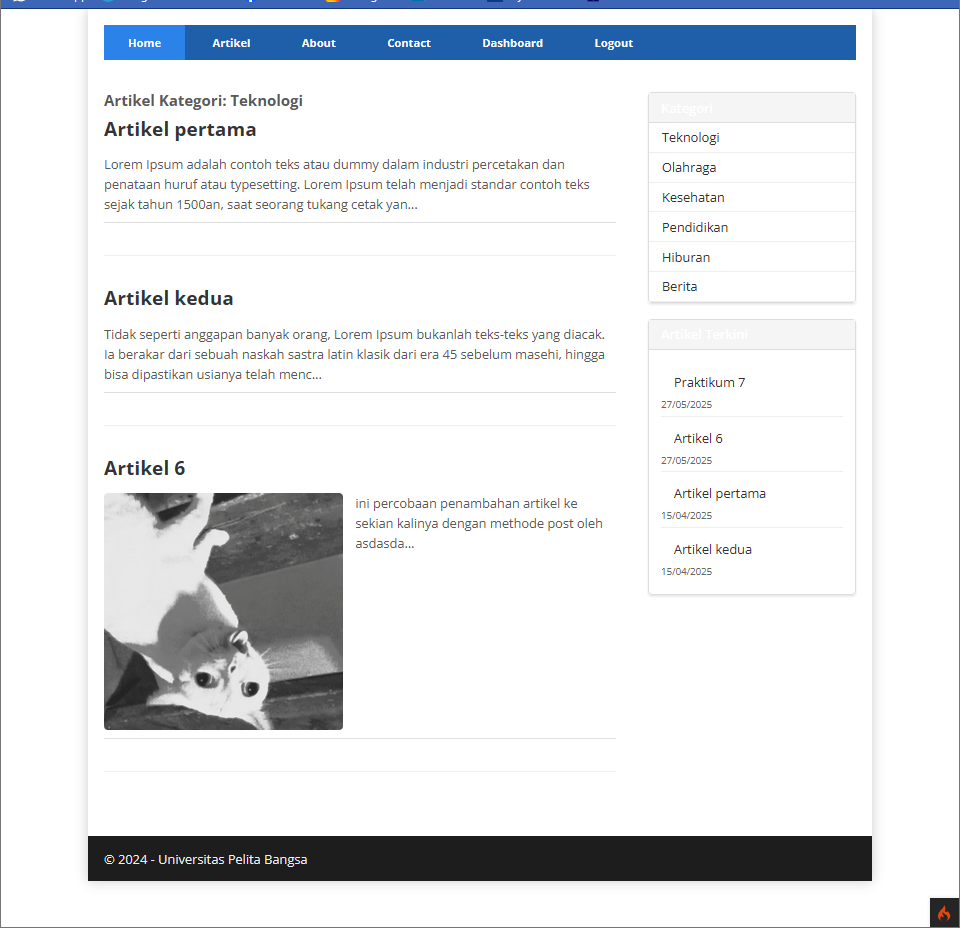 Home Artikel About Contact Dashboard Logout
Artikel Kategori: Teknologi
Artikel pertama
Lorem Ipsum adalah contoh teks atau dummy dalam industri percetakan dan
penataan huruf atau typesetting. Lorem Ipsum telah menjadi standar contoh teks
sejak tahun 1500an, saat seorang tukang cetak yan...
Artikel kedua
Tidak seperti anggapan banyak orang, Lorem Ipsum bukanlah teks-teks yang diacak.
Ia berakar dari sebuah naskah sastra latin klasik dari era 45 sebelum masehi, hingga
bisa dipastikan usianya telah menc...
Artikel 6
ini percobaan penambahan artikel ke
sekian kalinya dengan methode post oleh
asdasda...
Kategori
Teknologi
Olahraga
Kesehatan
Pendidikan
Hiburan
Berita
Artikel Terkini
Praktikum 7
27/05/2025
Artikel 6
27/05/2025
Artikel pertama
15/04/2025
Artikel kedua
15/04/2025
© 2024 - Universitas Pelita Bangsa